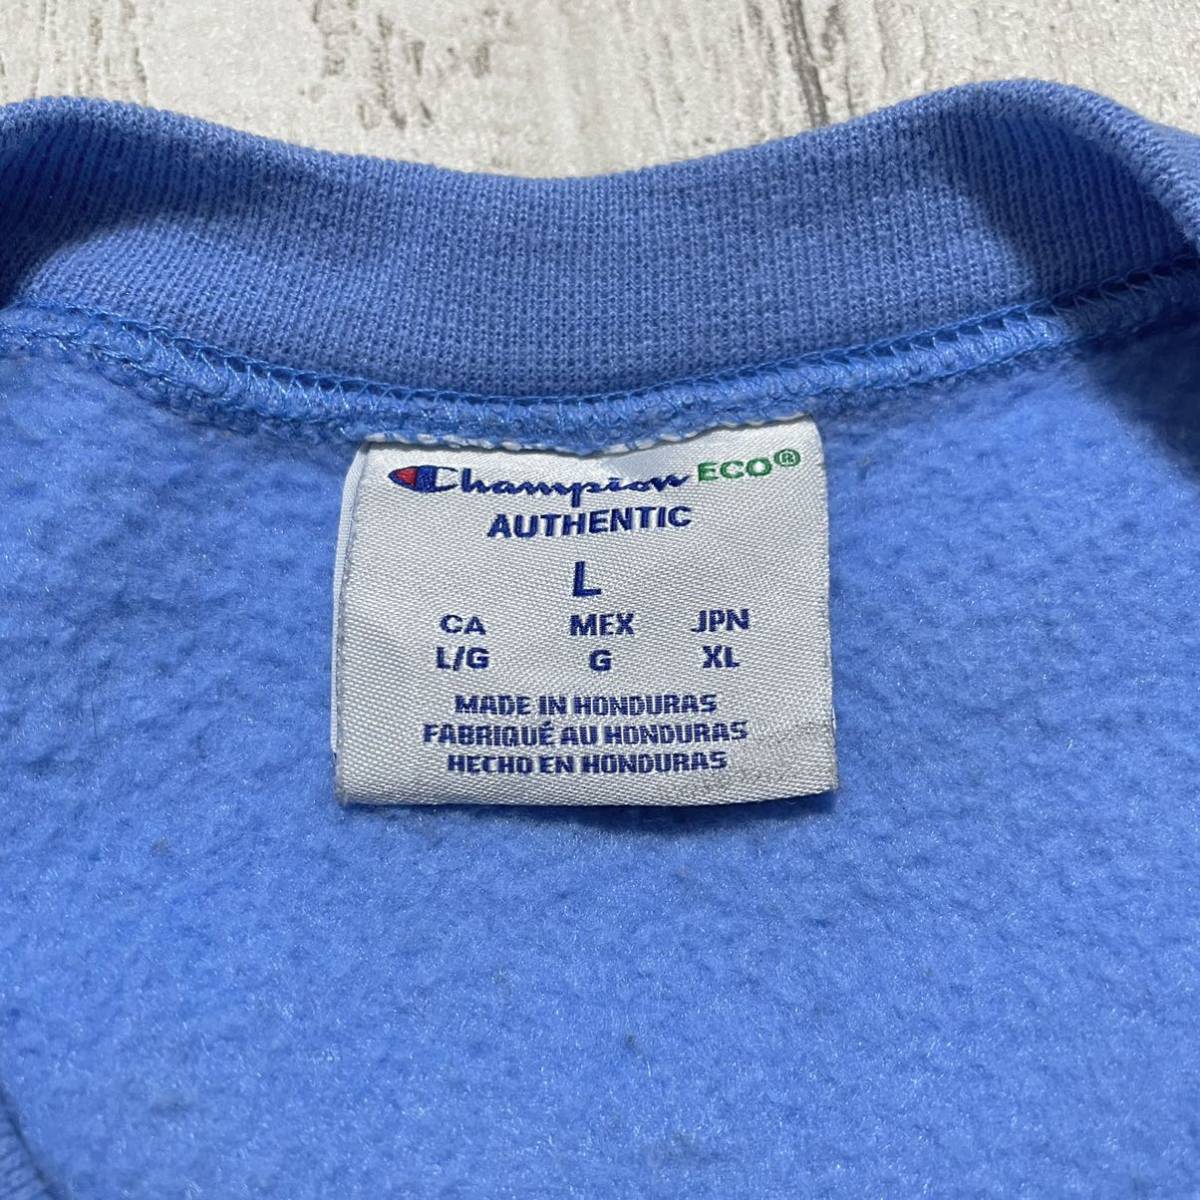 Champion ECO®
AUTHENTIC
L
CA MEX JPN
L/G G XL
MADE IN HONDURAS
FABRIQUÉ AU HONDURAS
HECHO EN HONDURAS